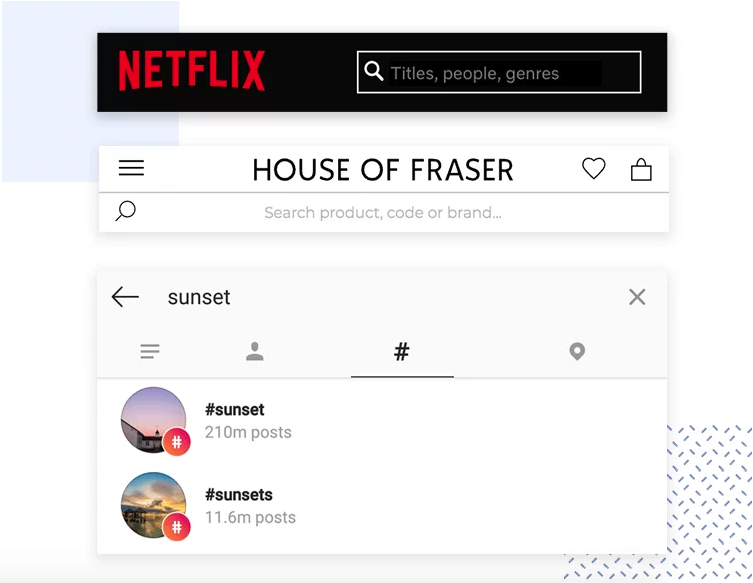 NETFLIX
Titles, people, genres
HOUSE OF FRASER
Search product, code or brand...
sunset
#
#sunset
210m posts
#
#sunsets
11.6m posts
#